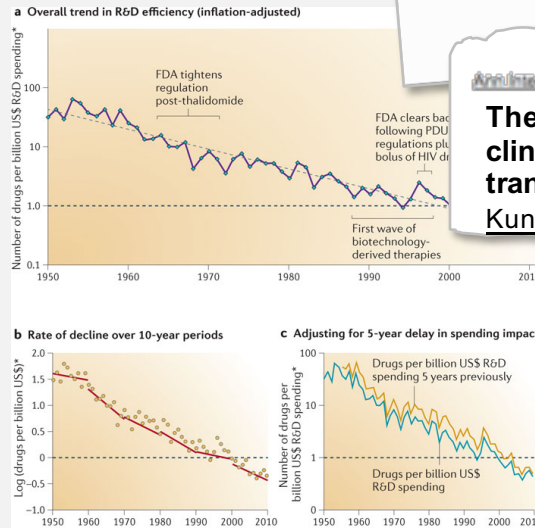 a Overall trend in R&D efficiency (inflation-adjusted)
Number of drugs per billion US$ R&D spending*
100
10
1.0
0.1
FDA tightens
regulation
post-thalidomide
FDA clears bac
following PDU
regulations plu
bolus of HIV dr
First wave of
biotechnology-
derived therapies
1950 1960 1970 1980 1990 2000 2010
The
clin
tran
Kun
b Rate of decline over 10-year periods
Log (drugs per billion US$)*
2.0
1.5
1.0
0.5
0
–0.5
–1.0
1950 1960 1970 1980 1990 2000 2010
c Adjusting for 5-year delay in spending impac
Number of drugs per
billion US$ R&D spending*
100
10
1
0
Drugs per billion US$ R&D
spending 5 years previously
Drugs per billion US$
R&D spending
1950 1960 1970 1980 1990 2000 201